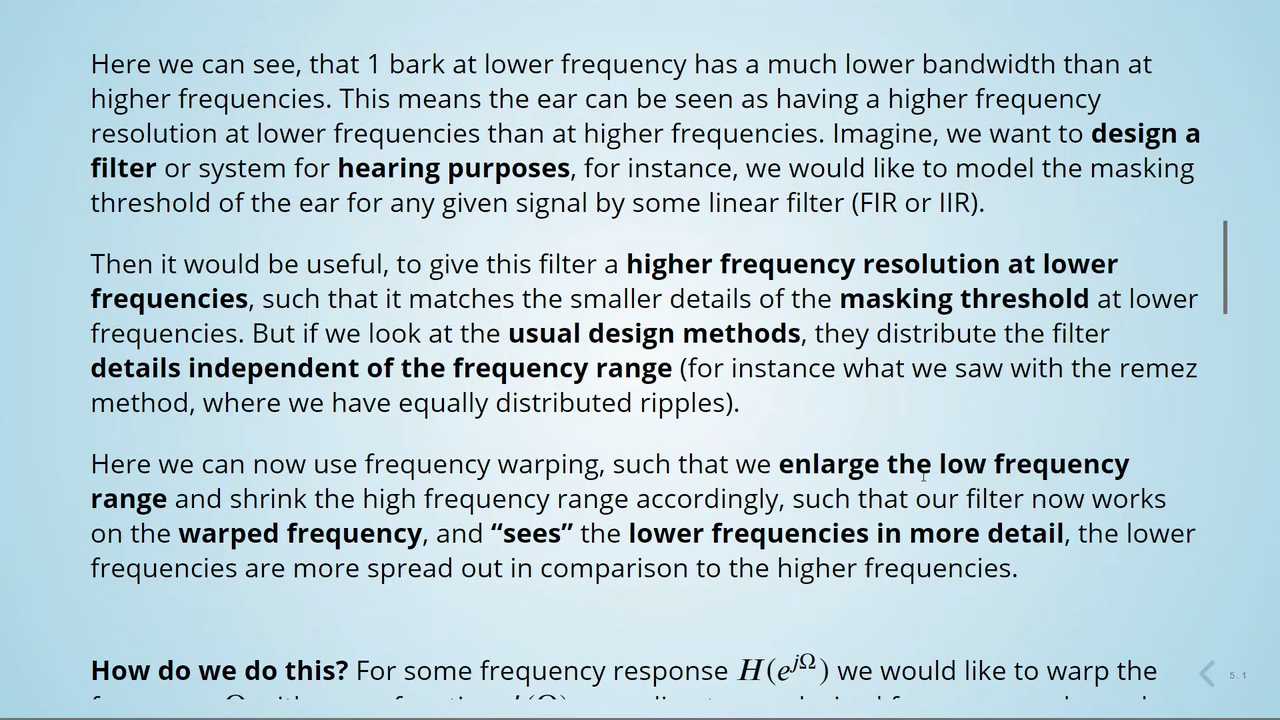 Here we can see, that 1 bark at lower frequency has a much lower bandwidth than at
higher frequencies. This means the ear can be seen as having a higher frequency
resolution at lower frequencies than at higher frequencies. Imagine, we want to design a
filter or system for hearing purposes, for instance, we would like to model the masking
threshold of the ear for any given signal by some linear filter (FIR or IIR).
Then it would be useful, to give this filter a higher frequency resolution at lower
frequencies, such that it matches the smaller details of the masking threshold at lower
frequencies. But if we look at the usual design methods, they distribute the filter
details independent of the frequency range (for instance what we saw with the remez
method, where we have equally distributed ripples).
Here we can now use frequency warping, such that we enlarge the low frequency
range and shrink the high frequency range accordingly, such that our filter now works
on the warped frequency, and “sees” the lower frequencies in more detail, the lower
frequencies are more spread out in comparison to the higher frequencies.
How do we do this? For some frequency response H(e^{jΩ}) we would like to warp the
5.1